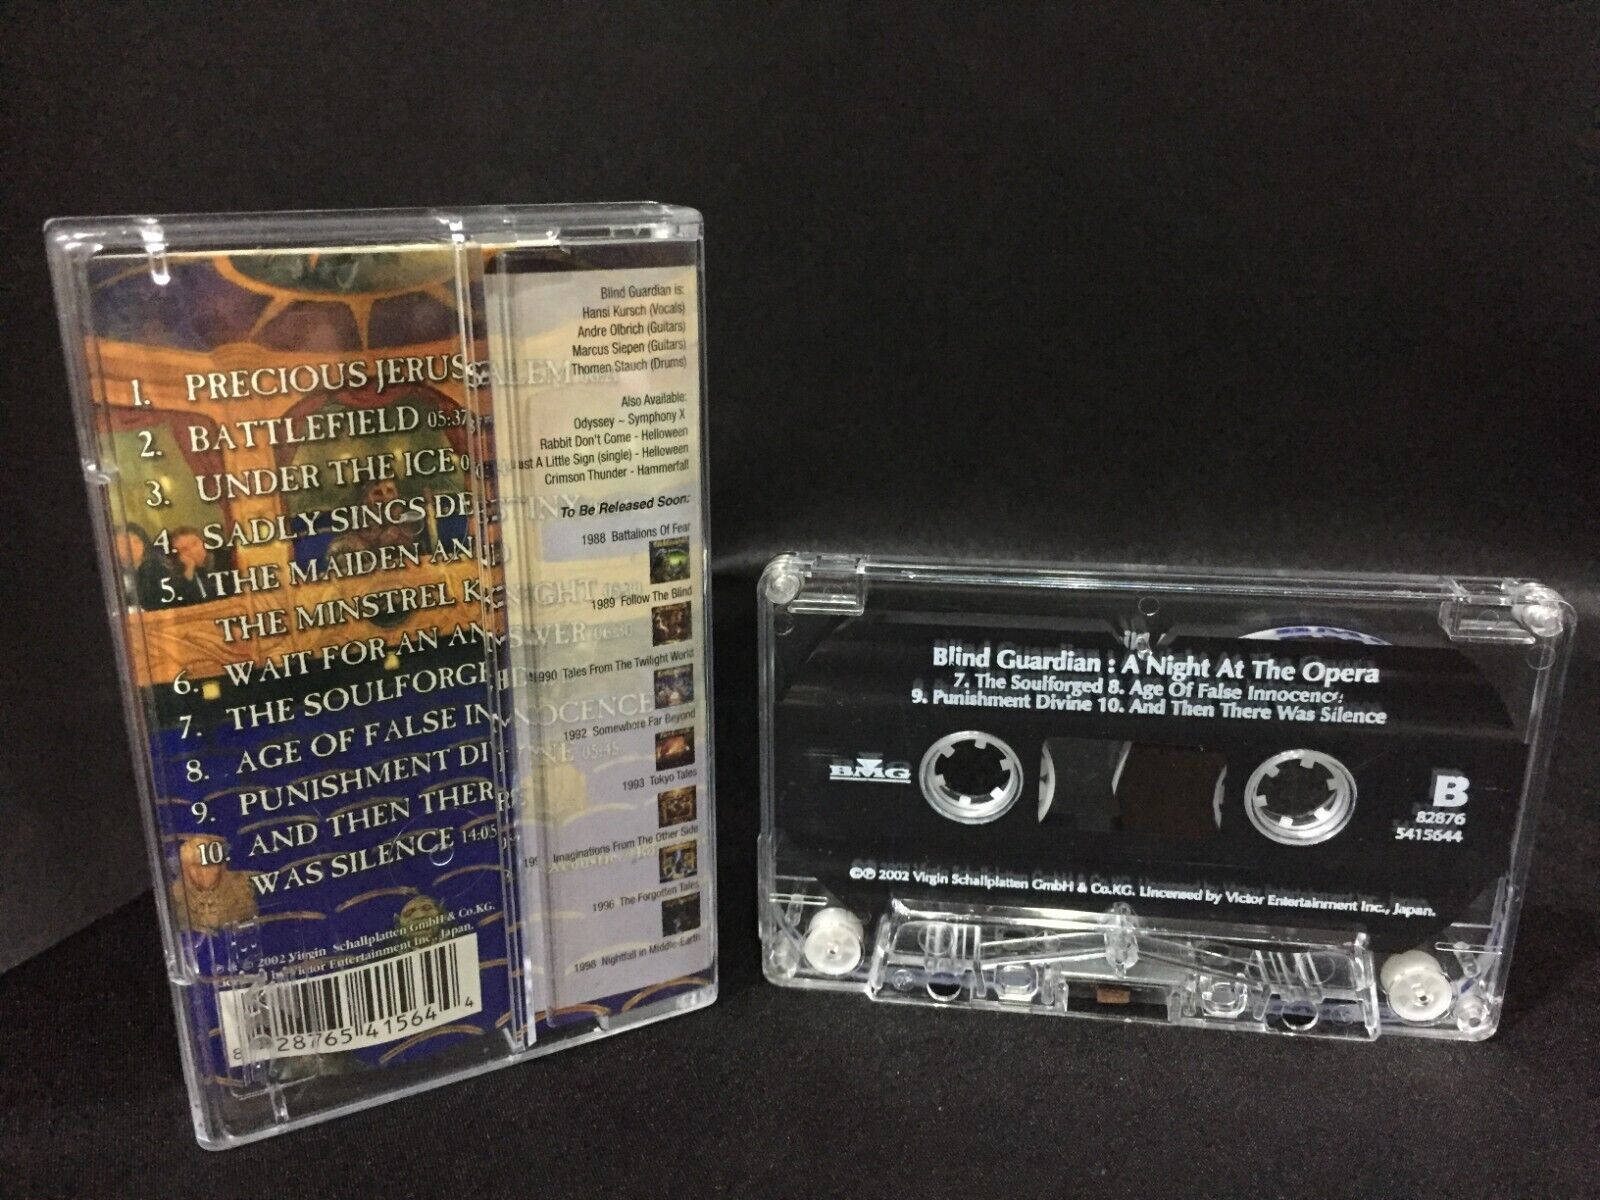 1. PRECIOUS JERUSALEM 06:21
2. BATTLEFIELD 05:37
3. UNDER THE ICE
4. SADLY SINGS DESTINY
5. THE MAIDEN AND
THE MINSTREL KNIGHT
6. WAIT FOR AN ANSWER 06:30
7. THE SOULFORGED
8. AGE OF FALSE INNOCENCE
9. PUNISHMENT DIVINE 05:45
10. AND THEN THERE
WAS SILENCE 14:05
2002 Virgin Schallplatten GmbH & Co.KG.
by Victor Entertainment Inc., Japan.
8 28765 41564 4
Blind Guardian is:
Hansi Kursch (Vocals)
Andre Olbrich (Guitars)
Marcus Siepen (Guitars)
Thomen Stauch (Drums)
Also Available:
Odyssey ~ Symphony X
Rabbit Don't Come - Helloween
ust A Little Sign (single) - Helloween
Crimson Thunder - Hammerfall
To Be Released Soon:
1988 Battalions Of Fear
1989 Follow The Blind
1990 Tales From The Twilight World
1992 Somewhore Far Beyond
1993 Tokyo Tales
Imaginations From The Other Side
1996 The Forgotten Tales
1998 Nightfall in Middle-Earth
Blind Guardian : A Night At The Opera
7. The Soulforged 8. Age Of False Innocence
9. Punishment Divine 10. And Then There Was Silence
BMG
B
82876
5415644
©℗ 2002 Virgin Schallplatten GmbH & Co.KG. Lincensed by Victor Entertainment Inc., Japan.